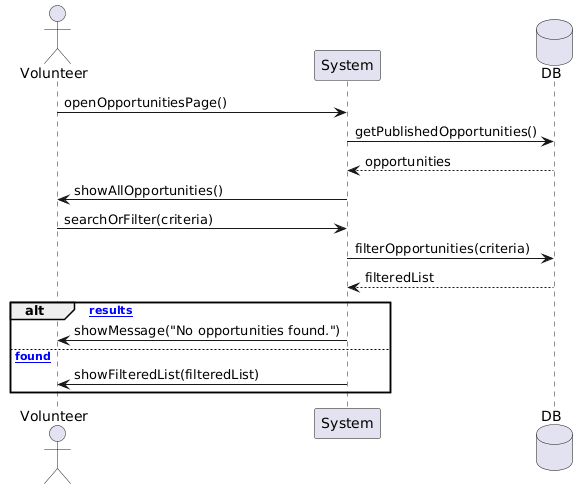 Volunteer
System
DB
openOpportunitiesPage()
getPublishedOpportunities()
opportunities
showAllOpportunities()
searchOrFilter(criteria)
filterOpportunities(criteria)
filteredList
alt results
showMessage("No opportunities found.")
found
showFilteredList(filteredList)
Volunteer
System
DB